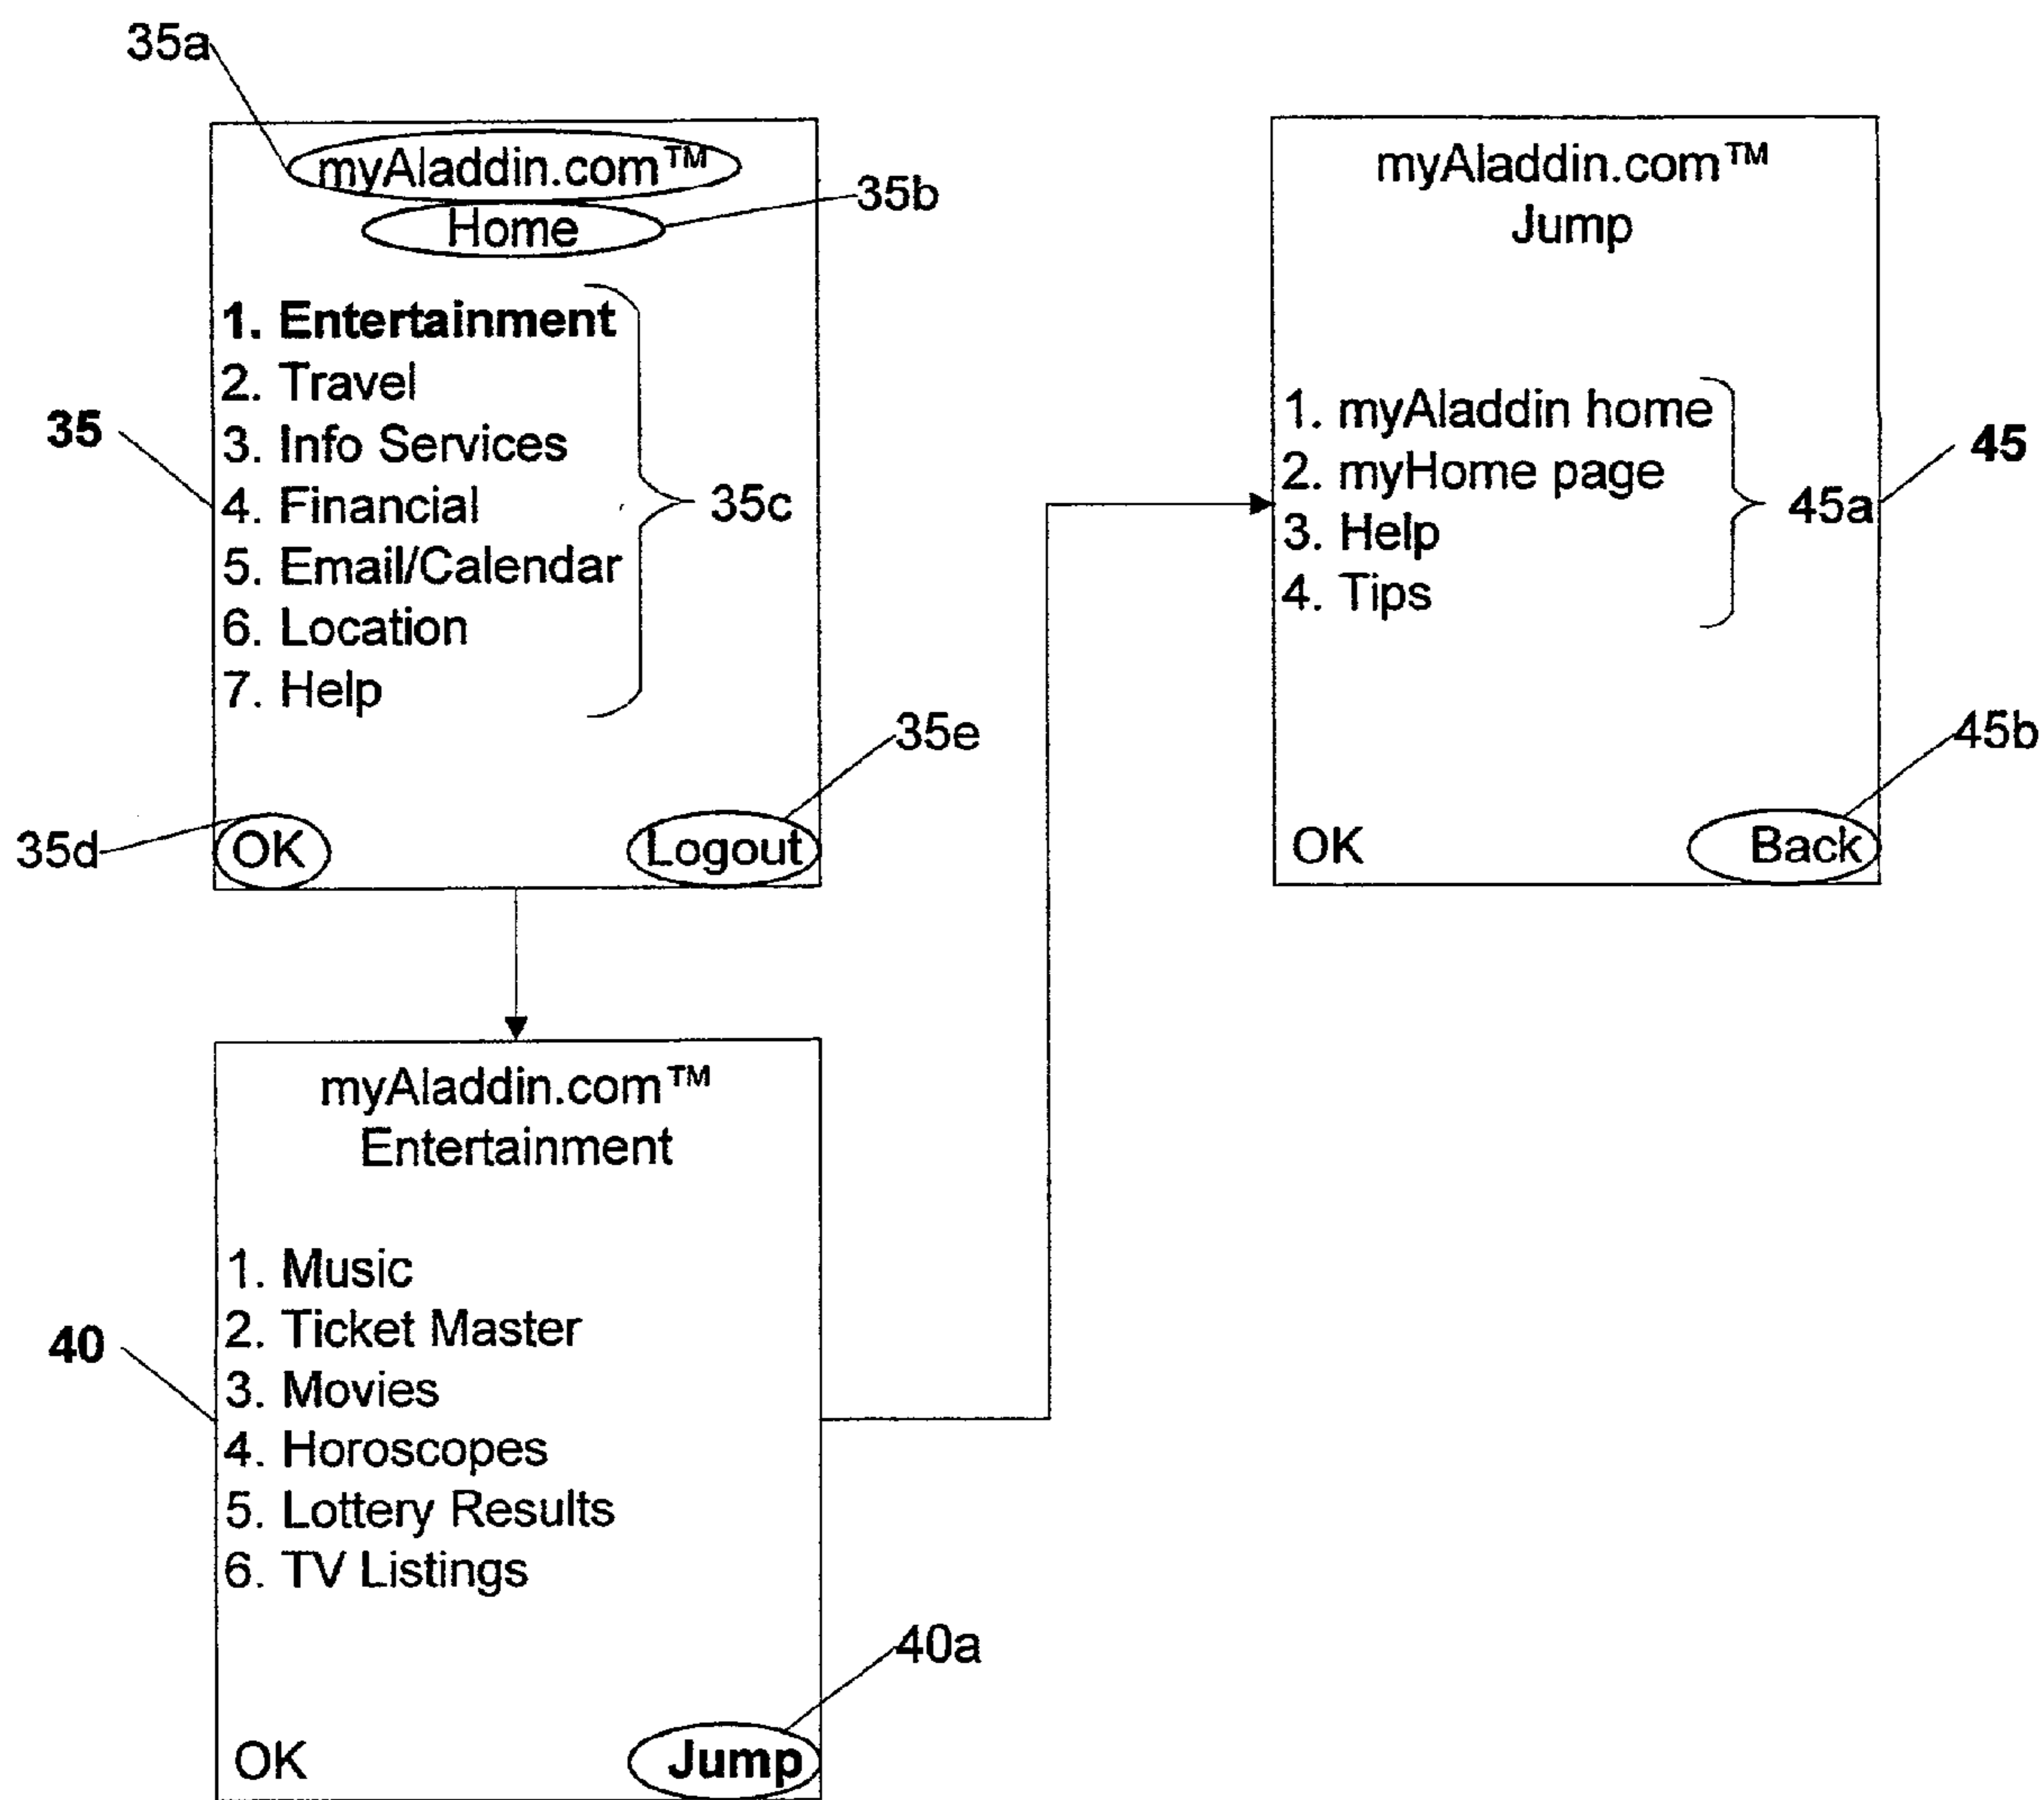 35a
myAladdin.com™
35b
Home
1. Entertainment
2. Travel
3. Info Services
4. Financial
5. Email/Calendar
6. Location
7. Help
35
35c
35e
35d
OK
Logout
myAladdin.com™
Jump
1. myAladdin home
2. myHome page
3. Help
4. Tips
45
45a
45b
OK
Back
myAladdin.com™
Entertainment
1. Music
2. Ticket Master
3. Movies
4. Horoscopes
5. Lottery Results
6. TV Listings
40
40a
OK
Jump